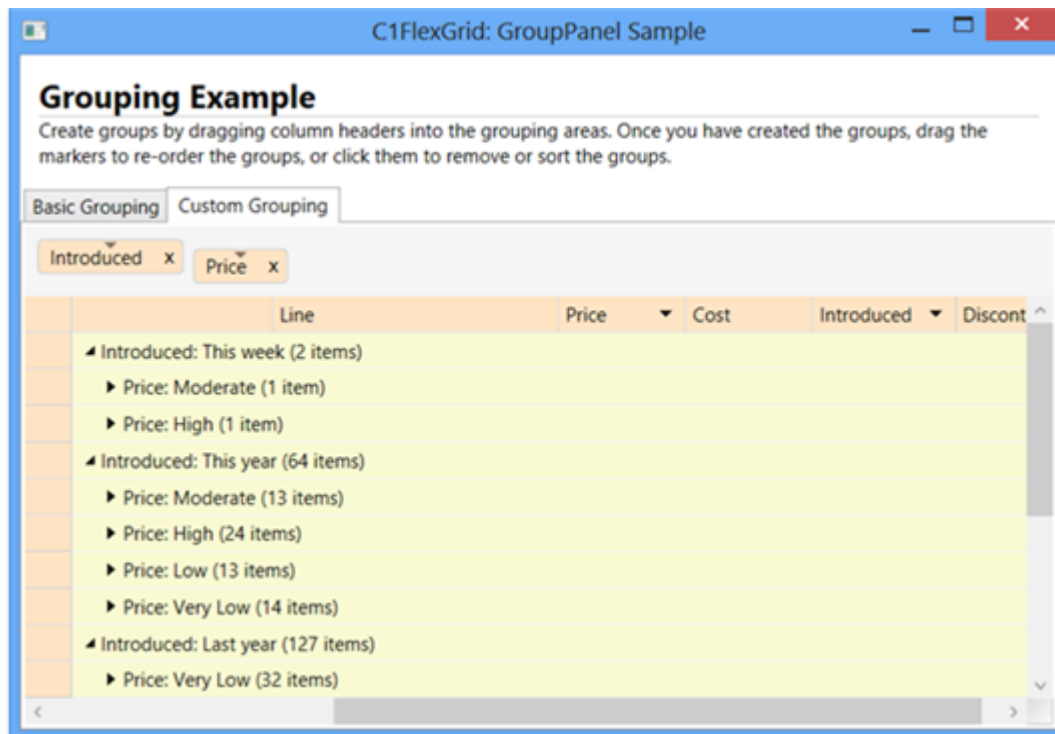 C1FlexGrid: GroupPanel Sample
Grouping Example
Create groups by dragging column headers into the grouping areas. Once you have created the groups, drag the
markers to re-order the groups, or click them to remove or sort the groups.
Basic Grouping Custom Grouping
Introduced x Price x
Line Price Cost Introduced Discont
Introduced: This week (2 items)
Price: Moderate (1 item)
Price: High (1 item)
Introduced: This year (64 items)
Price: Moderate (13 items)
Price: High (24 items)
Price: Low (13 items)
Price: Very Low (14 items)
Introduced: Last year (127 items)
Price: Very Low (32 items)